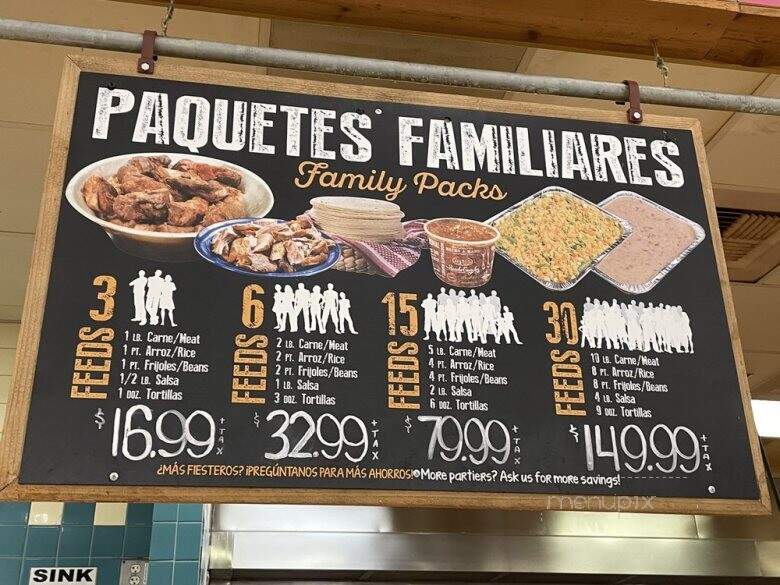 PAQUETES FAMILIARES
Family Packs
FEEDS 3
1 LB. Carne/Meat
1 PT. Arroz/Rice
1 PT. Frijoles/Beans
1/2 LB. Salsa
1 DOZ. Tortillas
$16.99 +TAX
FEEDS 6
2 LB. Carne/Meat
2 PT. Arroz/Rice
2 PT. Frijoles/Beans
1 LB. Salsa
3 DOZ. Tortillas
$32.99 +TAX
FEEDS 15
5 LB. Carne/Meat
4 PT. Arroz/Rice
4 PT. Frijoles/Beans
2 LB. Salsa
6 DOZ. Tortillas
$79.99 +TAX
FEEDS 30
10 LB. Carne/Meat
8 PT. Arroz/Rice
8 PT. Frijoles/Beans
4 LB. Salsa
9 DOZ. Tortillas
$149.99 +TAX
¿MÁS FIESTEROS? ¡PREGÚNTANOS PARA MÁS AHORROS! More partiers? Ask us for more savings!
menupix
SINK